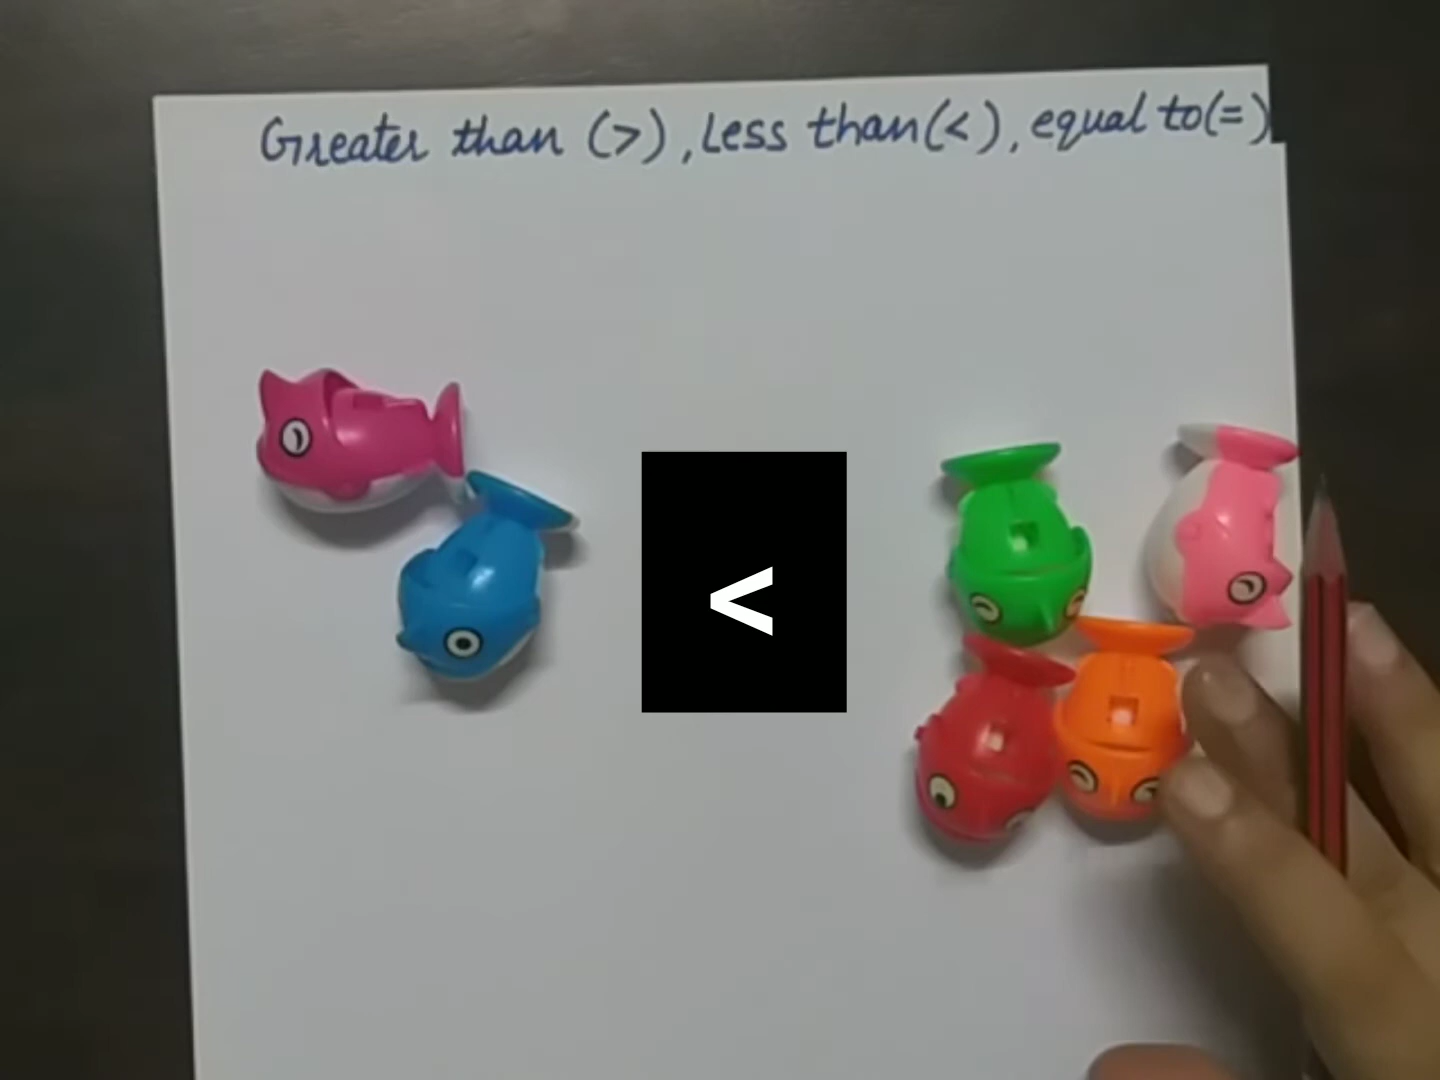 Greater than (>), Less than(<), equal to(=)
<